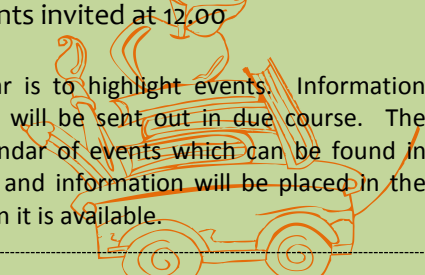 nts invited at 12.00
ar is to highlight events. Information
will be sent out in due course. The
ndar of events which can be found in
and information will be placed in the
n it is available.